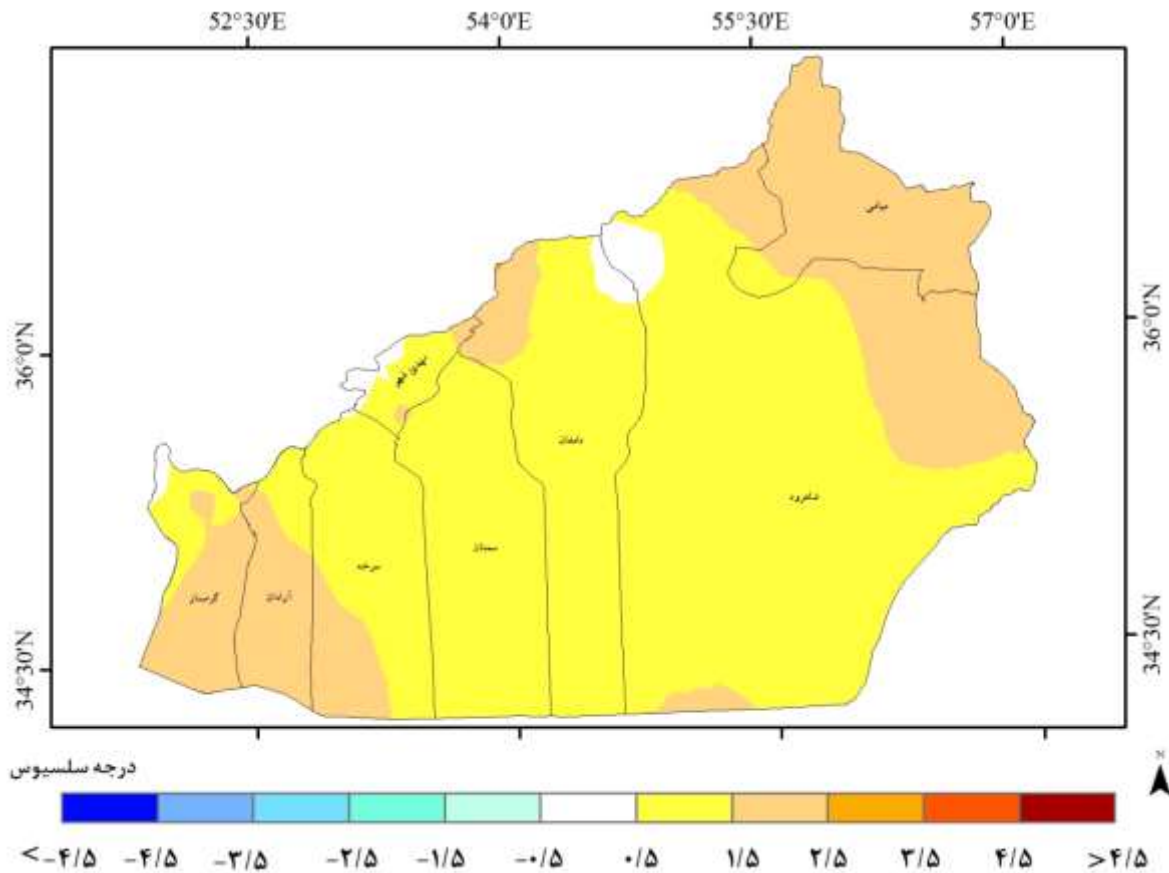 52°30'E 54°0'E 55°30'E 57°0'E
میامی
36°0'N
36°0'N
مهدی شهر
دامغان
شاهرود
سمنان
سرخه
آرادان
گرمسار
34°30'N
34°30'N
درجه سلسیوس
N
<-۴/۵ -۴/۵ -۳/۵ -۲/۵ -۱/۵ -۰/۵ ۰/۵ ۱/۵ ۲/۵ ۳/۵ ۴/۵ >۴/۵